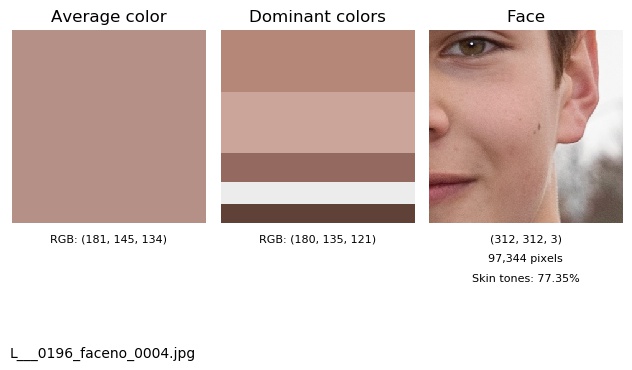 Average color
Dominant colors
Face
RGB: (181, 145, 134)
RGB: (180, 135, 121)
(312, 312, 3)
97,344 pixels
Skin tones: 77.35%
L___0196_faceno_0004.jpg